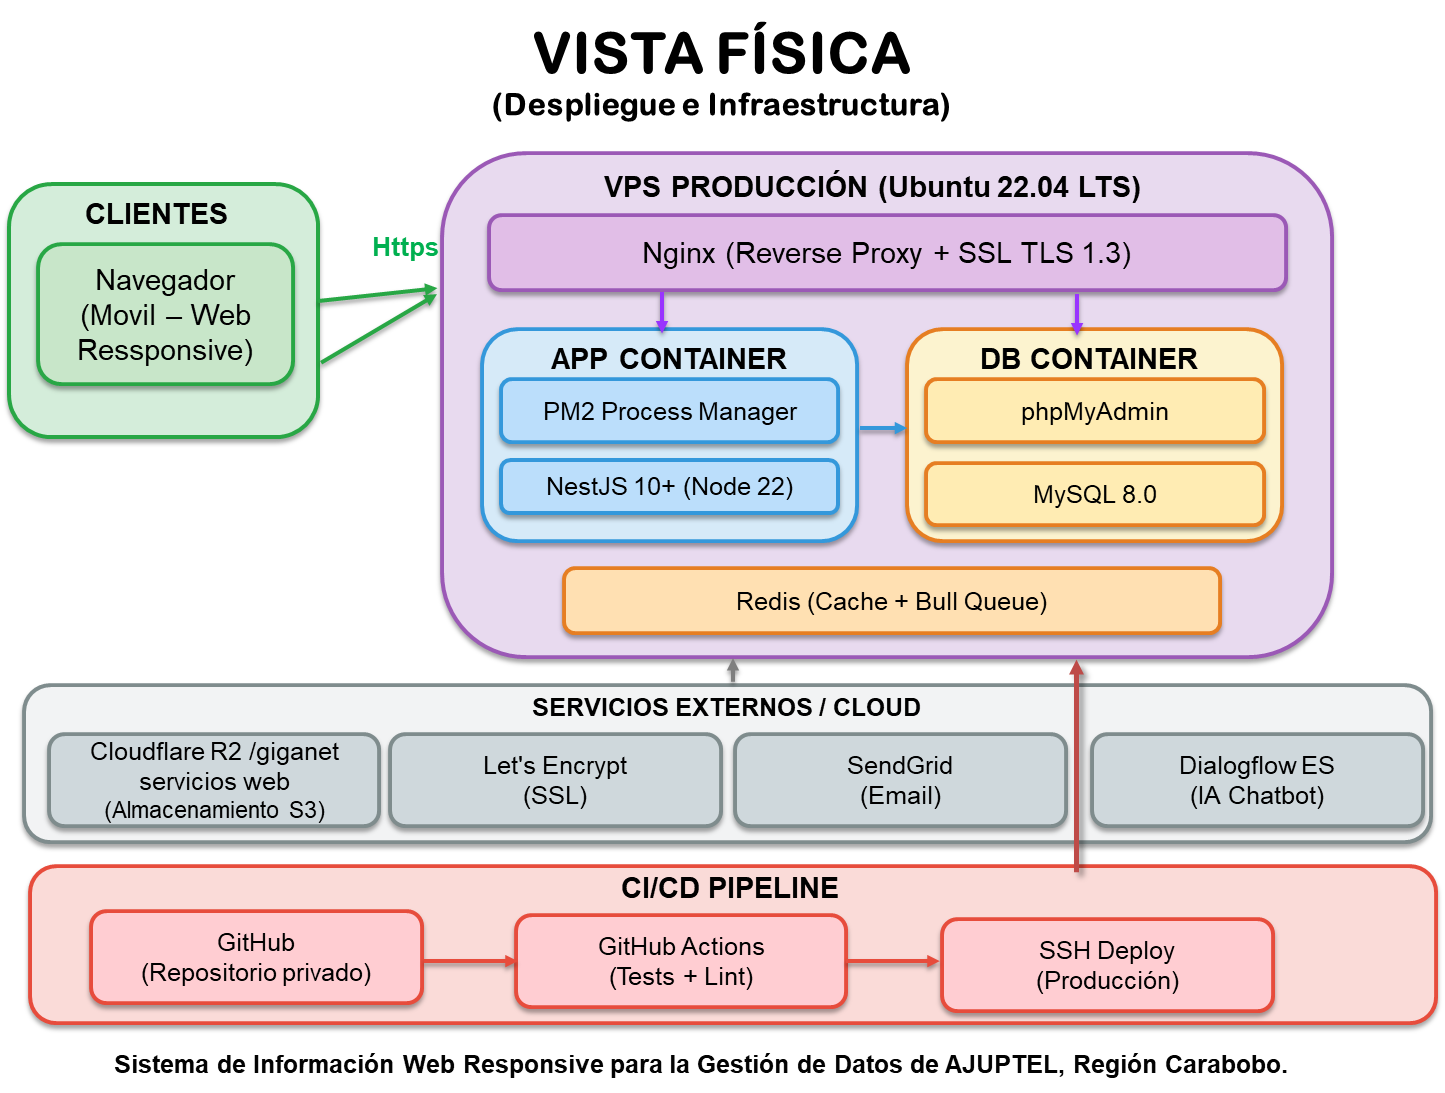 VISTA FÍSICA
(Despliegue e Infraestructura)
CLIENTES
Navegador
(Movil – Web
Ressponsive)
Https
VPS PRODUCCIÓN (Ubuntu 22.04 LTS)
Nginx (Reverse Proxy + SSL TLS 1.3)
APP CONTAINER
PM2 Process Manager
NestJS 10+ (Node 22)
DB CONTAINER
phpMyAdmin
MySQL 8.0
Redis (Cache + Bull Queue)
SERVICIOS EXTERNOS / CLOUD
Cloudflare R2 /giganet
servicios web
(Almacenamiento S3)
Let's Encrypt
(SSL)
SendGrid
(Email)
Dialogflow ES
(IA Chatbot)
CI/CD PIPELINE
GitHub
(Repositorio privado)
GitHub Actions
(Tests + Lint)
SSH Deploy
(Producción)
Sistema de Información Web Responsive para la Gestión de Datos de AJUPTEL, Región Carabobo.